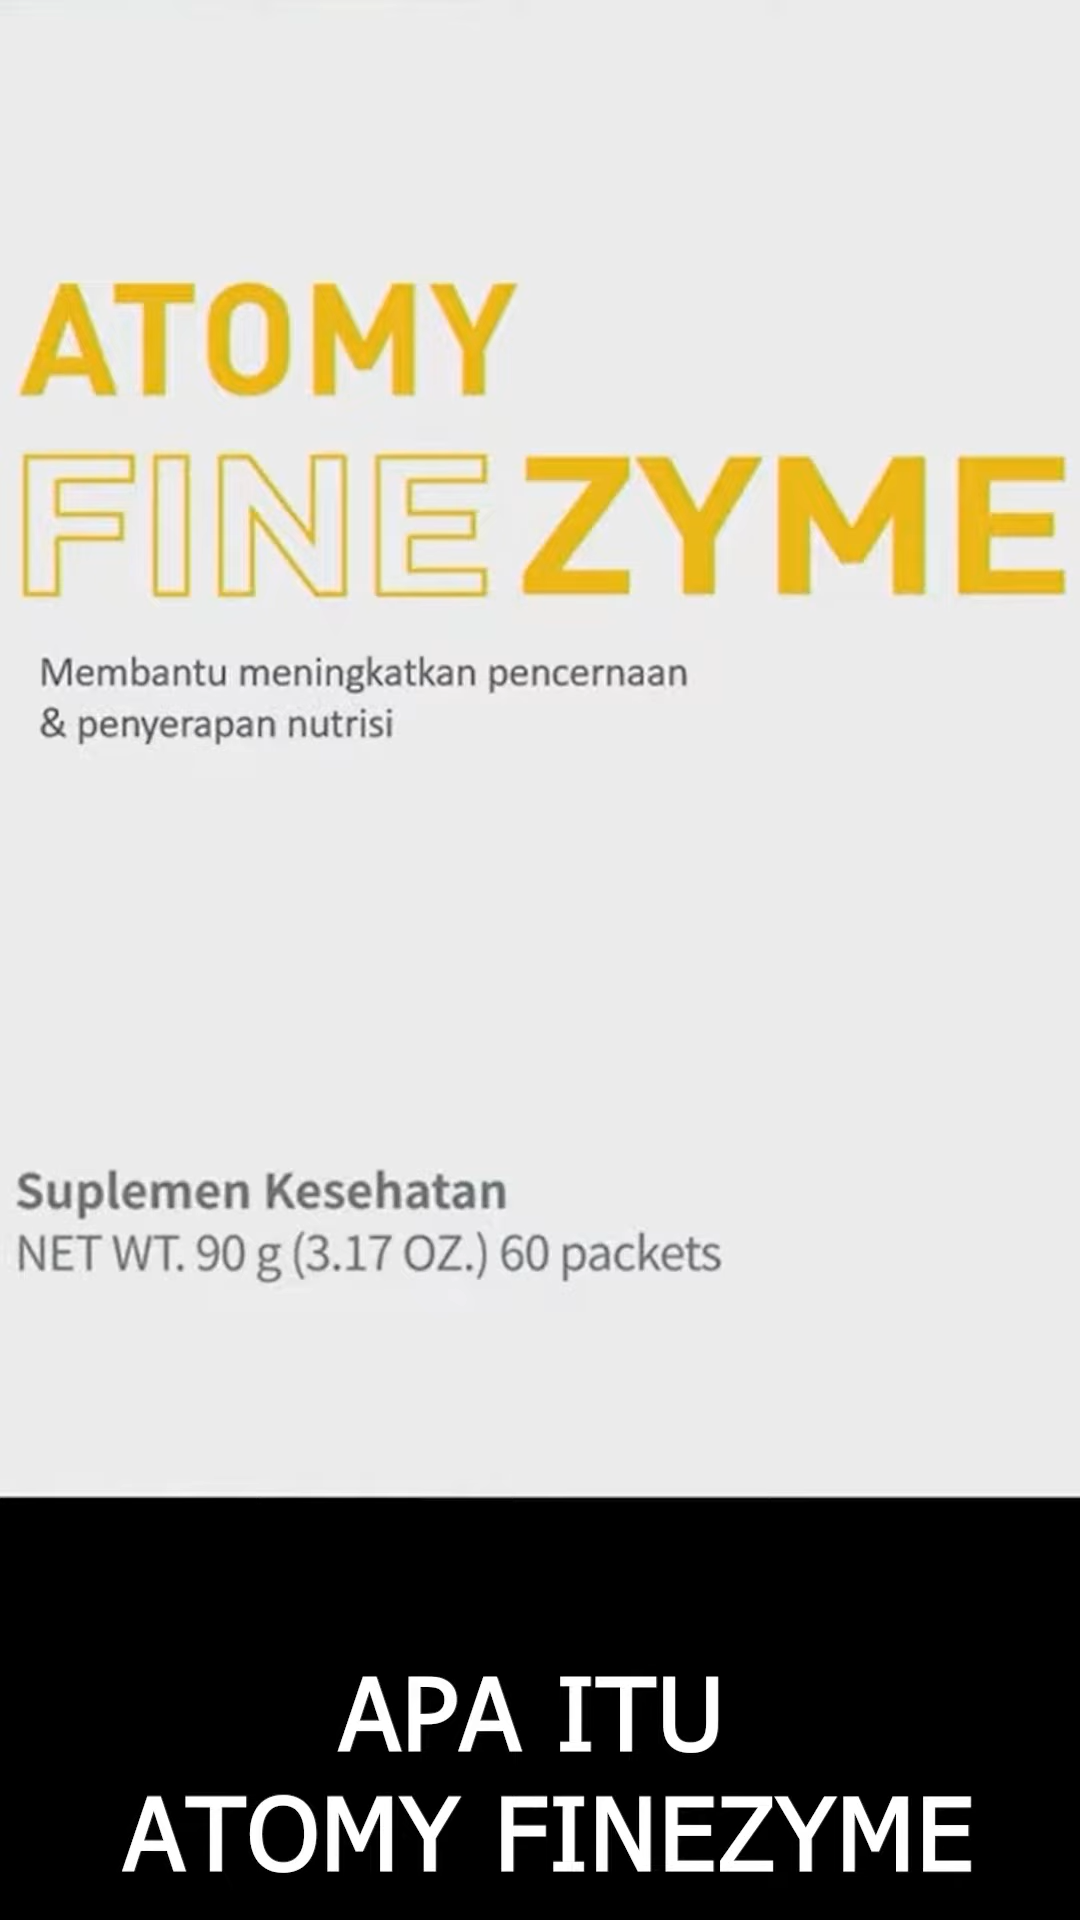 ATOMY
FINEZYME
Membantu meningkatkan pencernaan
& penyerapan nutrisi
Suplemen Kesehatan
NET WT. 90 g (3.17 OZ.) 60 packets
APA ITU
ATOMY FINEZYME